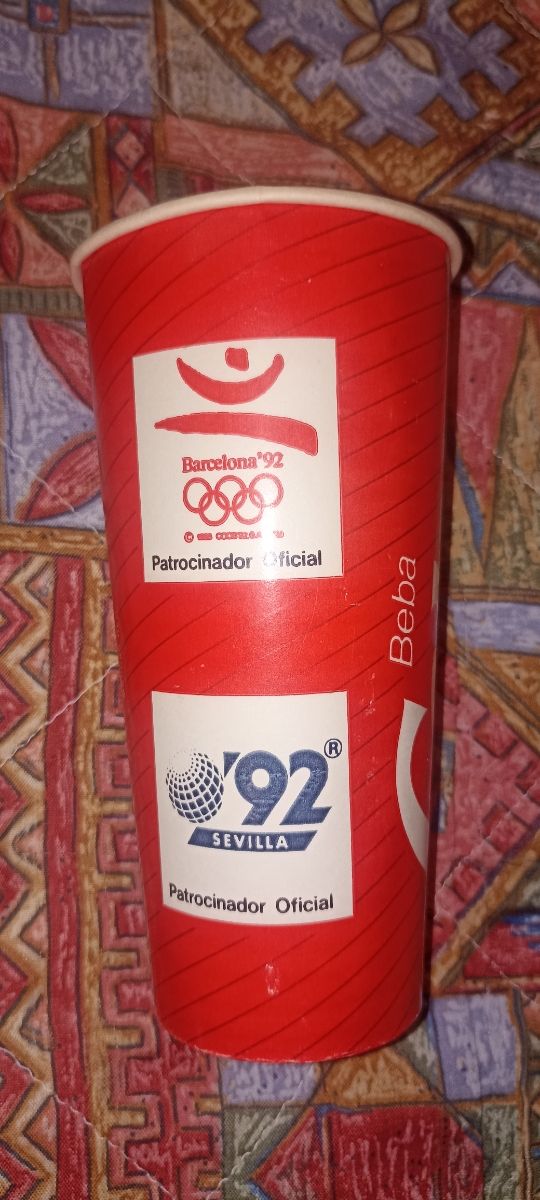 Barcelona'92
Patrocinador Oficial
Beba
'92®
SEVILLA
Patrocinador Oficial